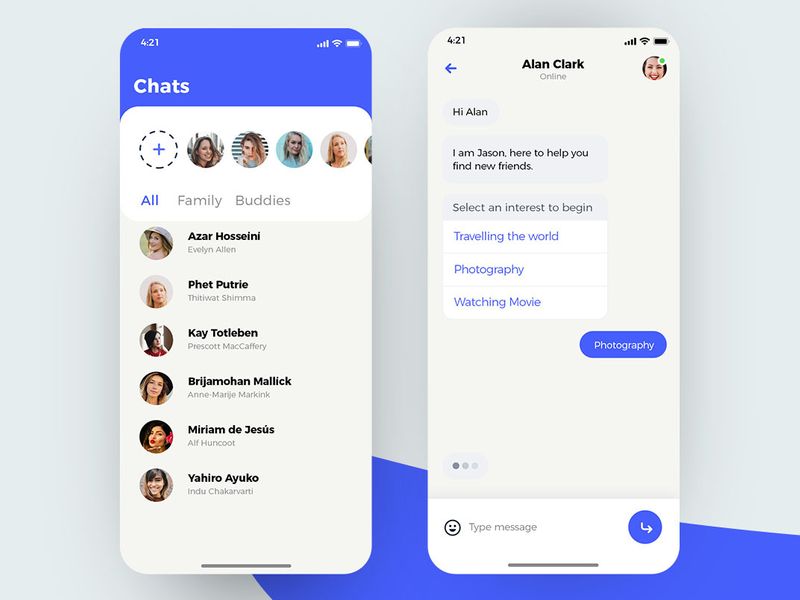 4:21
Chats
All Family Buddies
Azar Hosseini
Evelyn Allen
Phet Putrie
Thitiwat Shimma
Kay Totleben
Prescott MacCaffery
Brijamohan Mallíck
Anne-Marije Markink
Miriam de Jesús
Alf Huncoot
Yahiro Ayuko
Indu Chakarvarti
4:21
Alan Clark
Online
Hi Alan
I am Jason, here to help you
find new friends.
Select an interest to begin
Travelling the world
Photography
Watching Movie
Photography
Type message